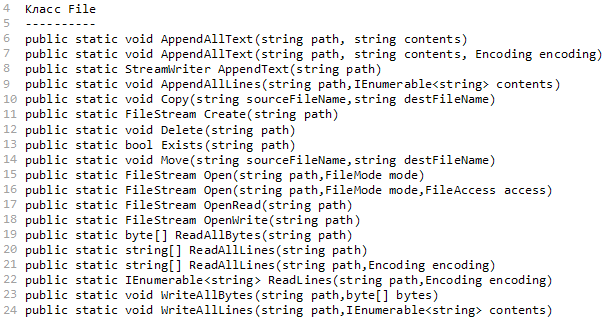 4 Класс File
5 ----------
6 public static void AppendAllText(string path, string contents)
7 public static void AppendAllText(string path, string contents, Encoding encoding)
8 public static StreamWriter AppendText(string path)
9 public static void AppendAllLines(string path,IEnumerable<string> contents)
10 public static void Copy(string sourceFileName,string destFileName)
11 public static FileStream Create(string path)
12 public static void Delete(string path)
13 public static bool Exists(string path)
14 public static void Move(string sourceFileName,string destFileName)
15 public static FileStream Open(string path,FileMode mode)
16 public static FileStream Open(string path,FileMode mode,FileAccess access)
17 public static FileStream OpenRead(string path)
18 public static FileStream OpenWrite(string path)
19 public static byte[] ReadAllBytes(string path)
20 public static string[] ReadAllLines(string path)
21 public static string[] ReadAllLines(string path,Encoding encoding)
22 public static IEnumerable<string> ReadLines(string path,Encoding encoding)
23 public static void WriteAllBytes(string path,byte[] bytes)
24 public static void WriteAllLines(string path,IEnumerable<string> contents)